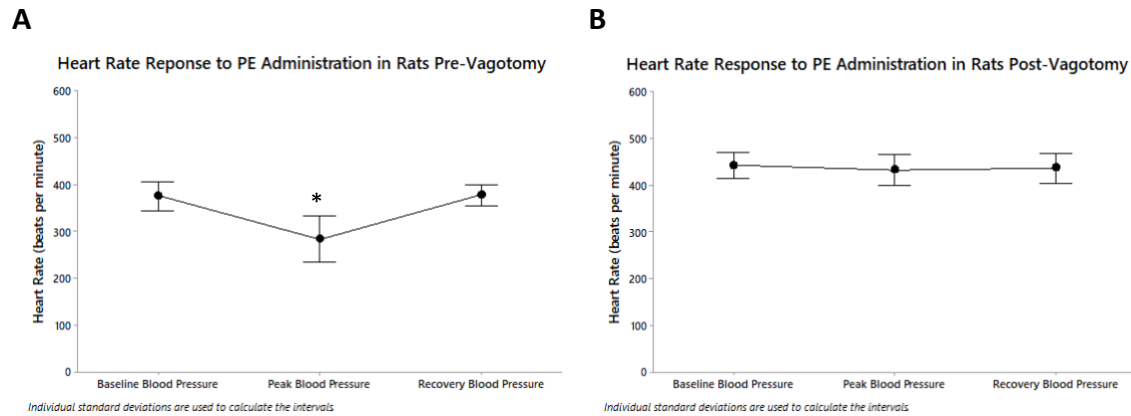 A
Heart Rate Reponse to PE Administration in Rats Pre-Vagotomy
600
500
400
300
200
100
0
Heart Rate (beats per minute)
*
Baseline Blood Pressure
Peak Blood Pressure
Recovery Blood Pressure
Individual standard deviations are used to calculate the intervals.
B
Heart Rate Response to PE Administration in Rats Post-Vagotomy
600
500
400
300
200
100
0
Heart Rate (beats per minute)
Baseline Blood Pressure
Peak Blood Pressure
Recovery Blood Pressure
Individual standard deviations are used to calculate the intervals.